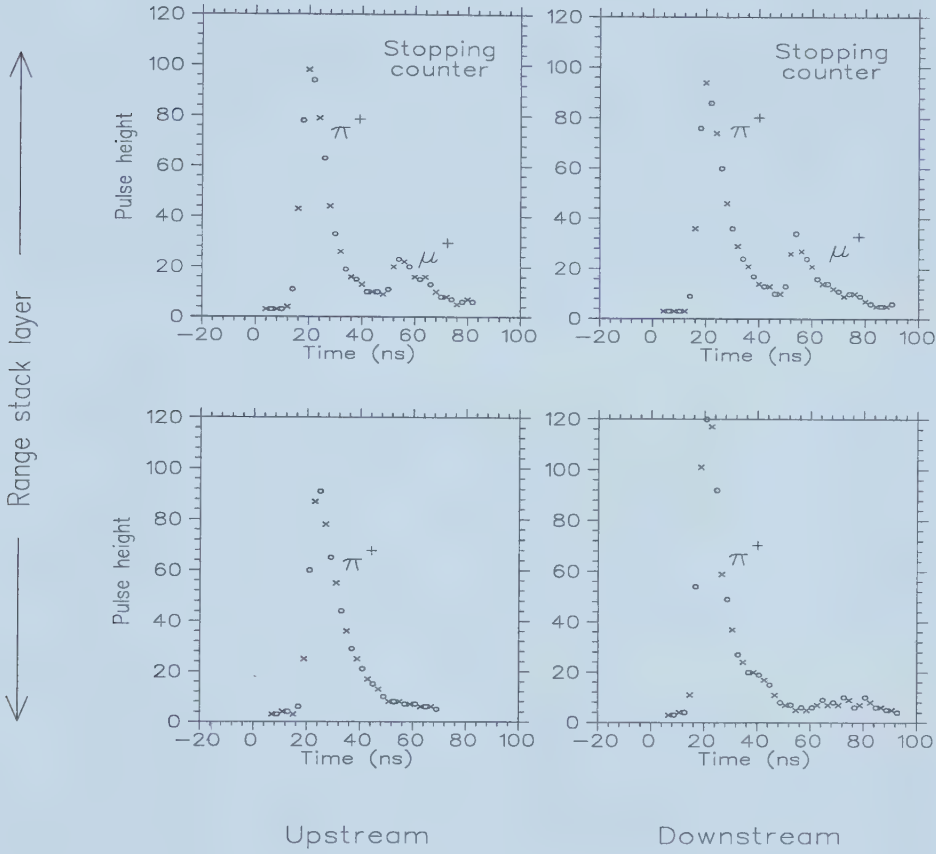 Range stack layer
Stopping counter
π+
μ+
Pulse height
120
100
80
60
40
20
0
−20 0 20 40 60 80 100
Time (ns)
Stopping counter
π+
μ+
120
100
80
60
40
20
0
−20 0 20 40 60 80 100
Time (ns)
π+
Pulse height
120
100
80
60
40
20
0
−20 0 20 40 60 80 100
Time (ns)
π+
120
100
80
60
40
20
0
−20 0 20 40 60 80 100
Time (ns)
Upstream
Downstream